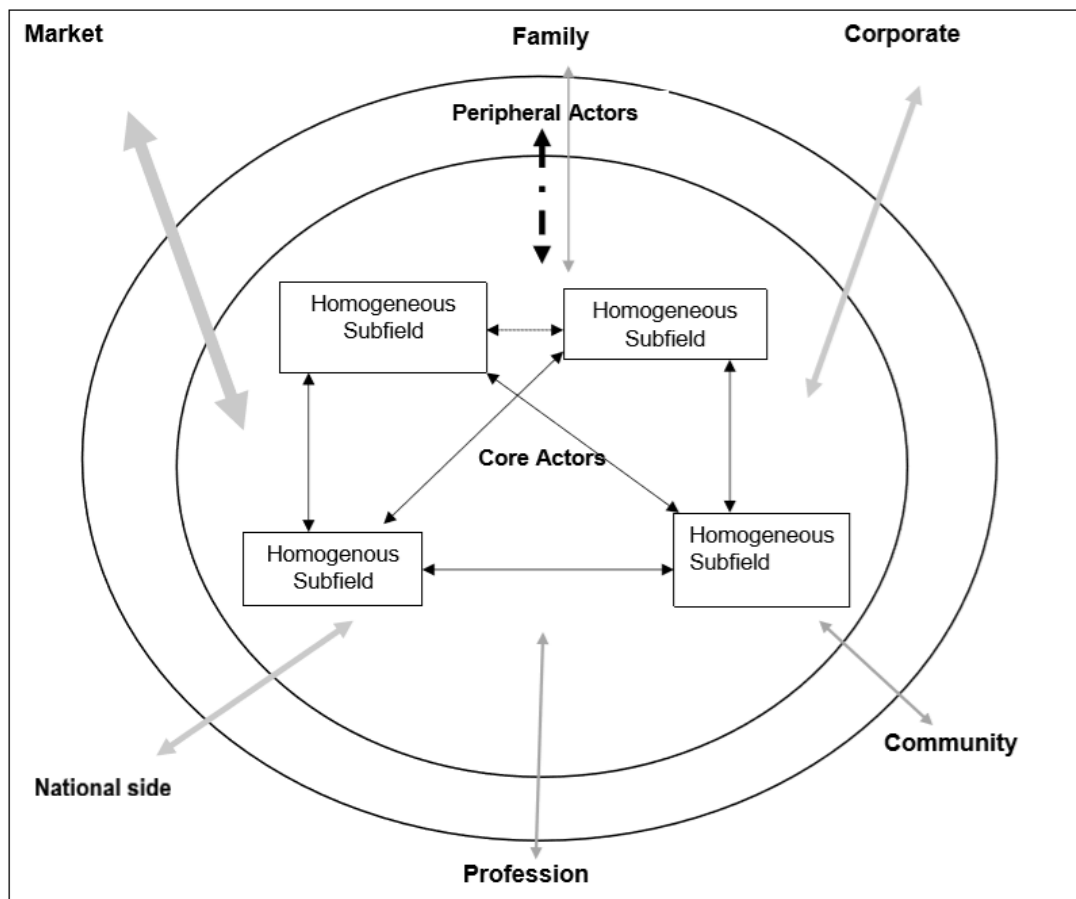 Market
Family
Corporate
Peripheral Actors
Homogeneous
Subfield
Homogeneous
Subfield
Core Actors
Homogenous
Subfield
Homogeneous
Subfield
Community
National side
Profession